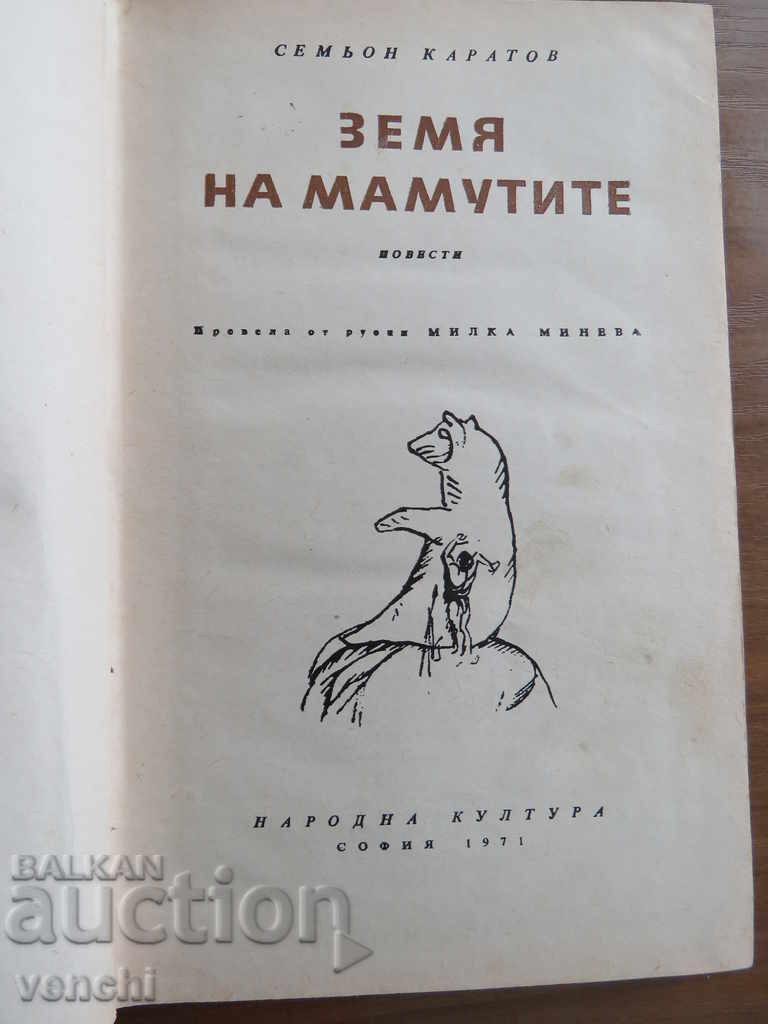 СЕМЬОН КАРАТОВ
ЗЕМЯ
НА МАМУТИТЕ
ПОВЕСТИ
Превела от руски МИЛКА МИНЕВА
НАРОДНА КУЛТУРА
СОФИЯ 1971
BALKAN
auction
venchi